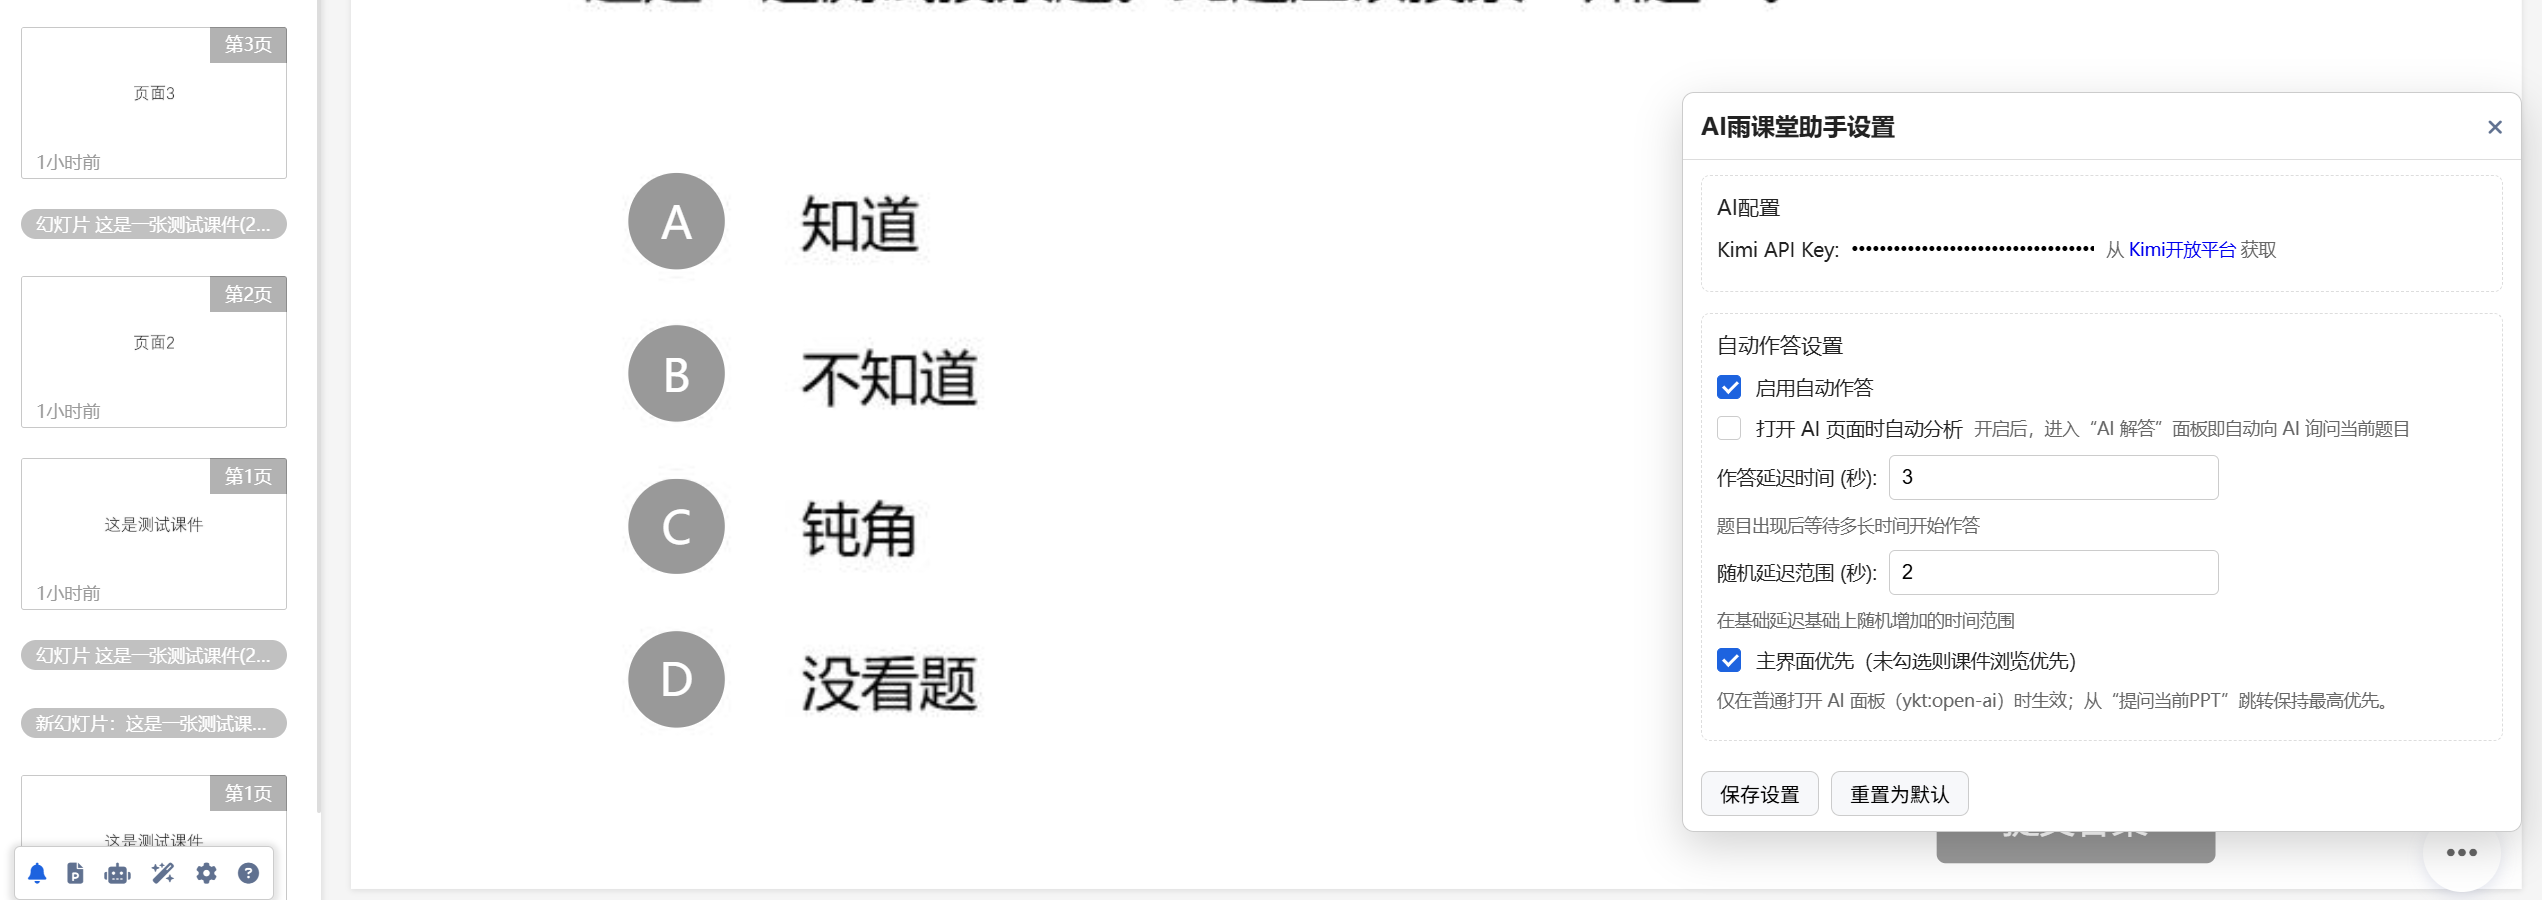 第3页
页面3
1小时前
幻灯片 这是一张测试课件(2...
第2页
页面2
1小时前
第1页
这是测试课件
1小时前
幻灯片 这是一张测试课件(2...
新幻灯片：这是一张测试课...
第1页
这是测试课件
A 知道
B 不知道
C 钝角
D 没看题
AI雨课堂助手设置
AI配置
Kimi API Key: ••••••••••••••••••••••••••••••••••• 从 Kimi开放平台 获取
自动作答设置
启用自动作答
打开 AI 页面时自动分析 开启后，进入“AI 解答”面板即自动向 AI 询问当前题目
作答延迟时间 (秒): 3
题目出现后等待多长时间开始作答
随机延迟范围 (秒): 2
在基础延迟基础上随机增加的时间范围
主界面优先（未勾选则课件浏览优先）
仅在普通打开 AI 面板（ykt:open-ai）时生效；从“提问当前PPT”跳转保持最高优先。
保存设置 重置为默认